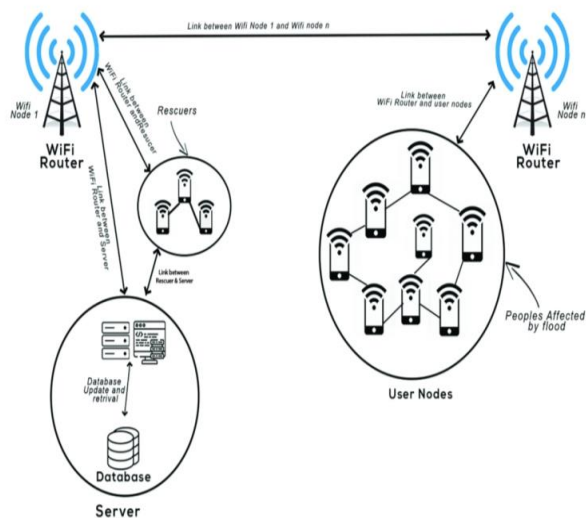 Link between Wifi Node 1 and Wifi node n
Wifi
Node 1
WiFi
Router
Link between
WiFi Router andResucer
Rescuers
Link between
WiFi Router and user nodes
Wifi
Node n
WiFi
Router
Link between
WiFi Router and Server
Link between
Rescuer & Server
Peoples Affected
by flood
User Nodes
Database
Update and
retrival
Database
Server